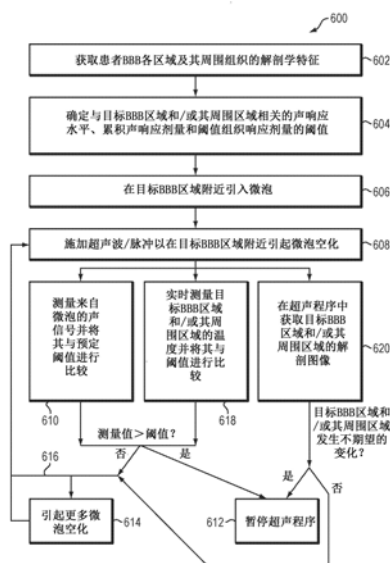 600
获取患者BBB各区域及其周围组织的解剖学特征
602
确定与目标BBB区域和/或其周围区域相关的声响应
水平、累积声响应剂量和阈值组织响应剂量的阈值
604
在目标BBB区域附近引入微泡
606
施加超声波/脉冲以在目标BBB区域附近引起微泡空化
608
测量来自
微泡的声
信号并将
其与预定
阈值进行
比较
610
实时测量目
标BBB区域
和/或其周
围区域的温
度并将其与
阈值进行比
较
618
在超声程序中
获取目标BBB
区域和/或其
周围区域的解
剖图像
620
测量值>阈值?
否
是
目标BBB区域和
/或其周围区域
发生不期望的
变化?
是
否
616
引起更多微
泡空化
614
612
暂停超声程序